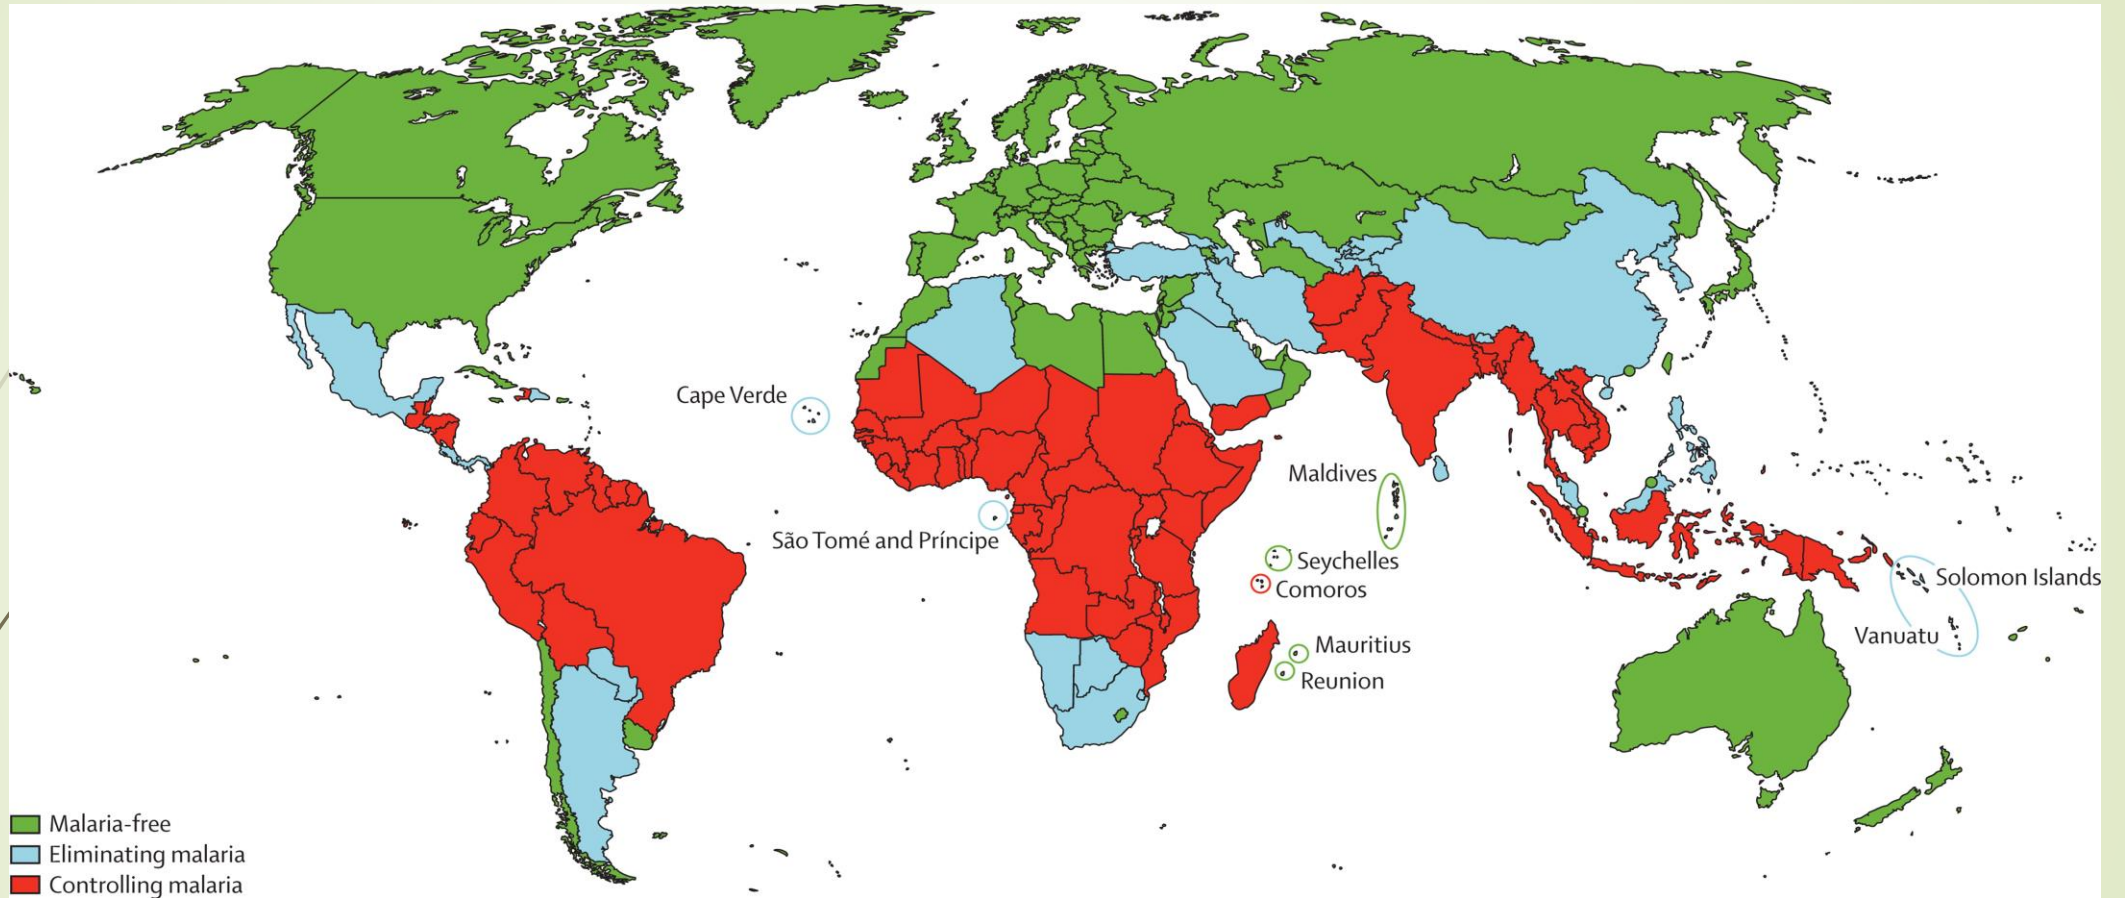 Cape Verde
Maldives
São Tomé and Príncipe
Seychelles
Solomon Islands
Comoros
Vanuatu
Mauritius
Reunion
Malaria-free
Eliminating malaria
Controlling malaria